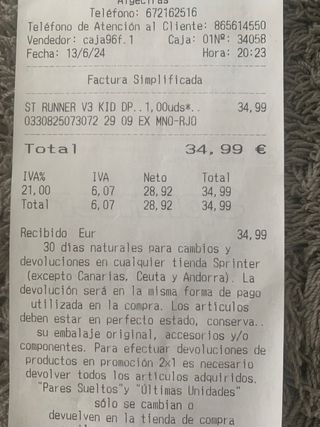 Algeciras
Teléfono: 672162516
Teléfono de Atención al Cliente: 865614550
Vendedor: caja96f.1 Caja: 01Nº: 34058
Fecha: 13/6/24 Hora: 20:23
Factura Simplificada
ST RUNNER V3 KID DP..1,00uds*.. 34,99
0330825073072 29 09 EX MNG-RJO
Total 34,99 €
IVA% IVA Neto Total
21,00 6,07 28,92 34,99
Total 6,07 28,92 34,99
Recibido Eur 34,99
30 días naturales para cambios y
devoluciones en cualquier tienda Sprinter
(excepto Canarias, Ceuta y Andorra). La
devolución será en la misma forma de pago
utilizada en la compra. Los artículos
deben estar en perfecto estado, conserva..
su embalaje original, accesorios y/o
componentes. Para efectuar devoluciones de
productos en promoción 2x1 es necesario
devolver todos los artículos adquiridos.
"Pares Sueltos" y "Últimas Unidades"
sólo se cambian o
devuelven en la tienda de compra